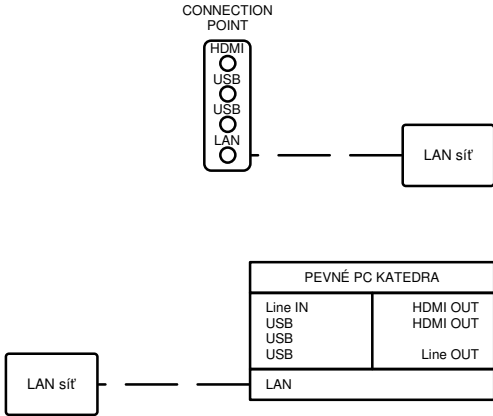 CONNECTION
POINT
HDMI
USB
USB
LAN
LAN síť
PEVNÉ PC KATEDRA
Line IN HDMI OUT
USB HDMI OUT
USB
USB Line OUT
LAN síť
LAN